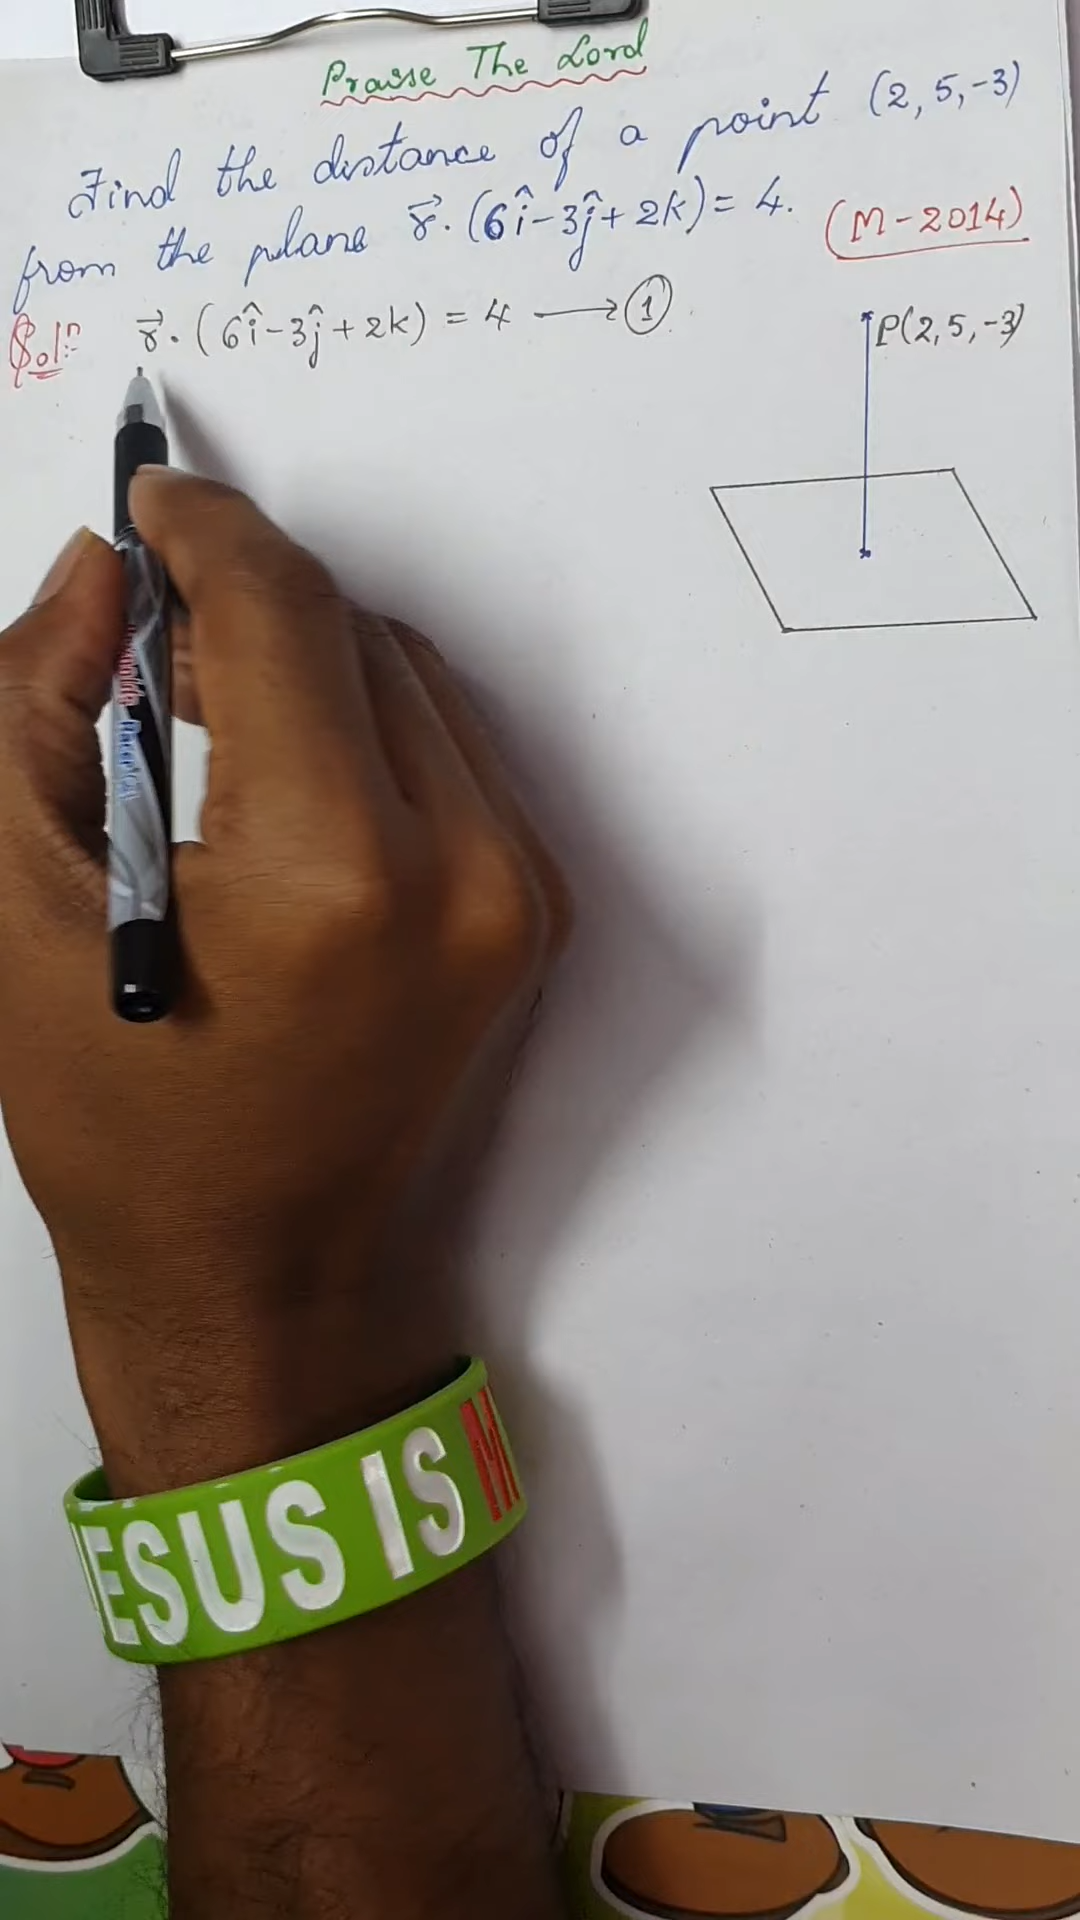 Praise The Lord
Find the distance of a point (2, 5, -3)
from the plane r⃗. (6î - 3ĵ + 2k) = 4. (M - 2014)
Solⁿ:- r⃗. (6î - 3ĵ + 2k) = 4 ⟶ ①
P(2, 5, -3)
ESUS IS